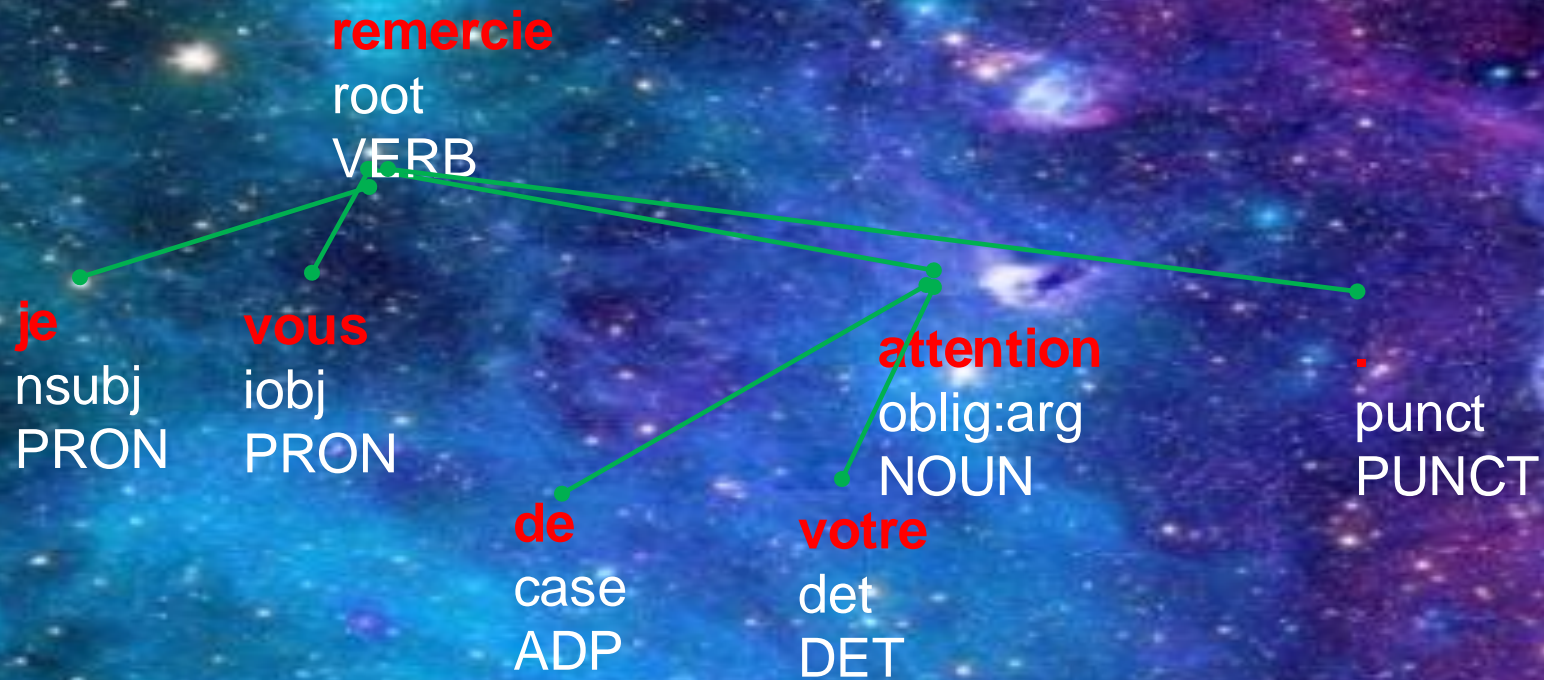 remercie
root
VERB
je
nsubj
PRON
vous
iobj
PRON
attention
oblig:arg
NOUN
.
punct
PUNCT
de
case
ADP
votre
det
DET